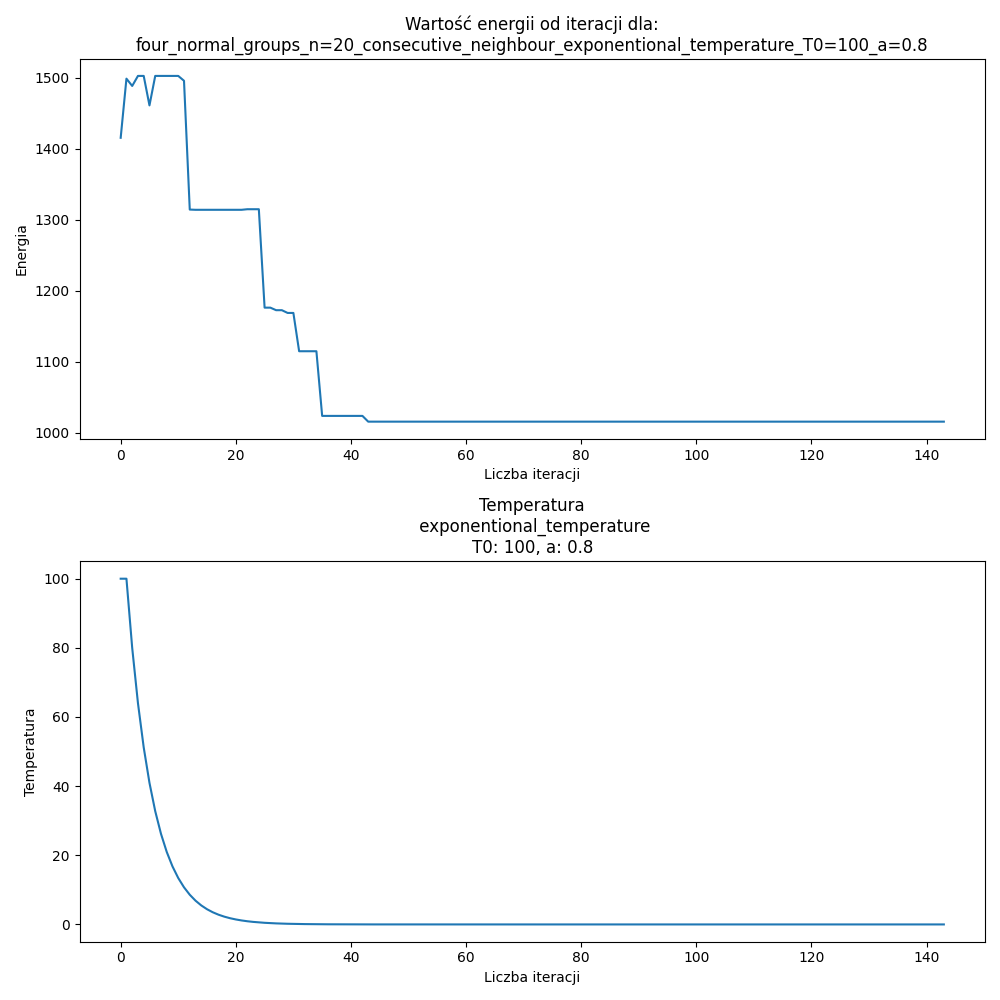 Wartość energii od iteracji dla:
four_normal_groups_n=20_consecutive_neighbour_exponentional_temperature_T0=100_a=0.8
1500
1400
1300
1200
1100
1000
Energia
0 20 40 60 80 100 120 140
Liczba iteracji
Temperatura
exponentional_temperature
T0: 100, a: 0.8
100
80
60
40
20
0
Temperatura
0 20 40 60 80 100 120 140
Liczba iteracji